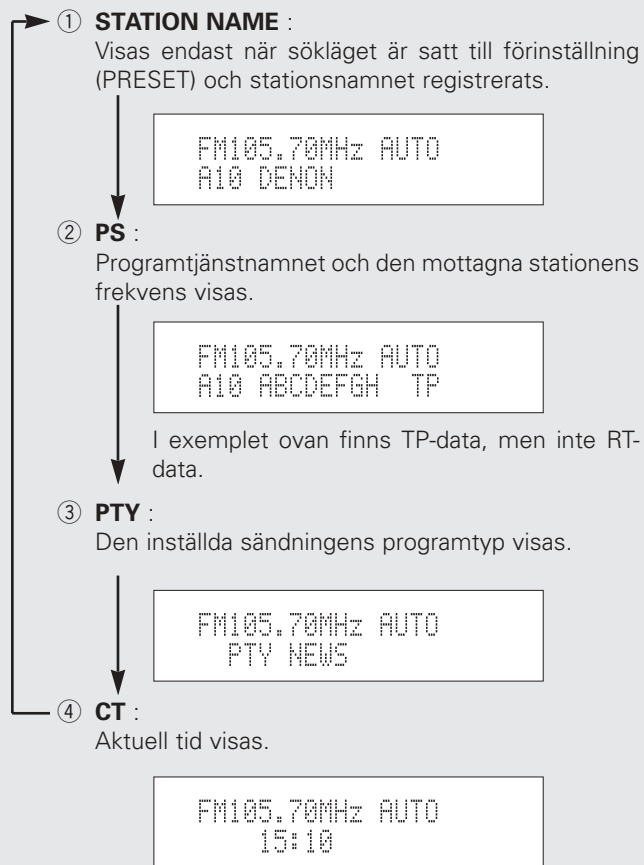 ① STATION NAME :
Visas endast när sökläget är satt till förinställning
(PRESET) och stationsnamnet registrerats.
FM105.70MHz AUTO
A10 DENON
② PS :
Programtjänstnamnet och den mottagna stationens
frekvens visas.
FM105.70MHz AUTO
A10 ABCDEFGH TP
I exemplet ovan finns TP-data, men inte RT-
data.
③ PTY :
Den inställda sändningens programtyp visas.
FM105.70MHz AUTO
PTY NEWS
④ CT :
Aktuell tid visas.
FM105.70MHz AUTO
15:10